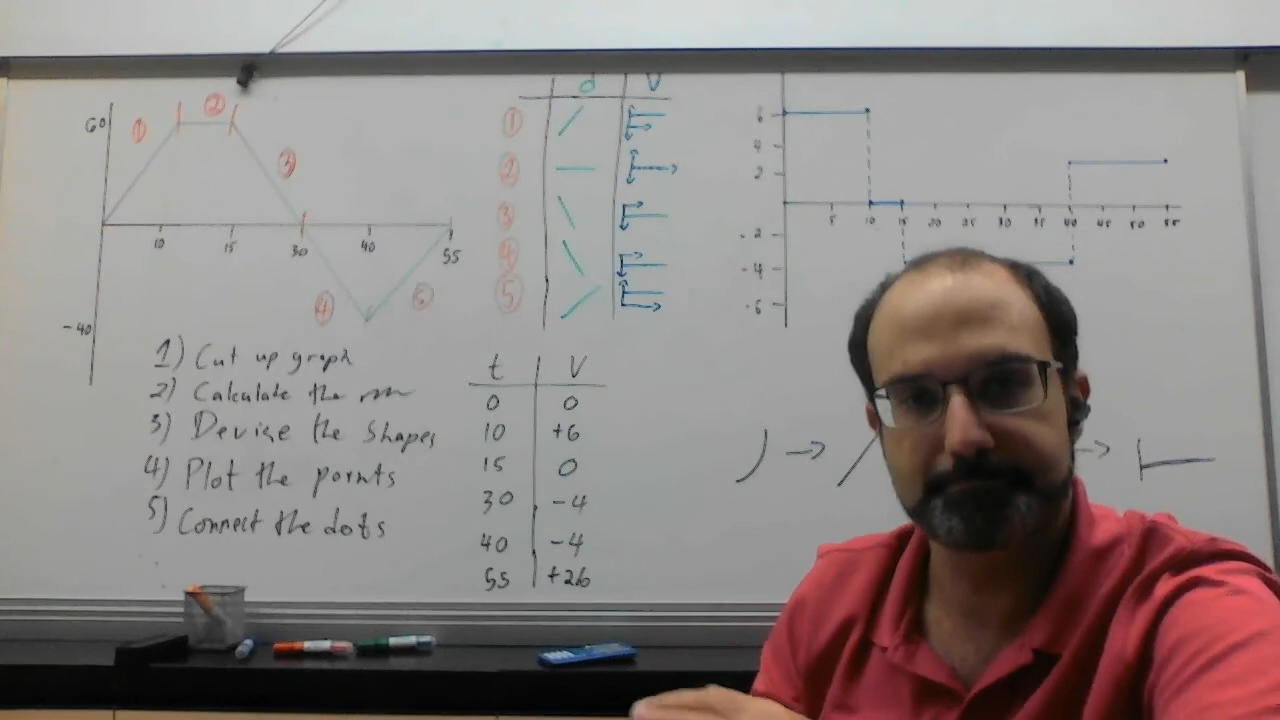 60
-40
10 15 30 40 55
① ② ③ ④
d V
①
②
③
④
⑤
6
4
2
-2
-4
-6
5 10 15 20 25 30 35 40 45 50 55
1) Cut up graph
2) Calculate the
3) Devise the shapes
4) Plot the points
5) Connect the dots
t V
0 0
10 +6
15 0
30 -4
40 -4
55 +26